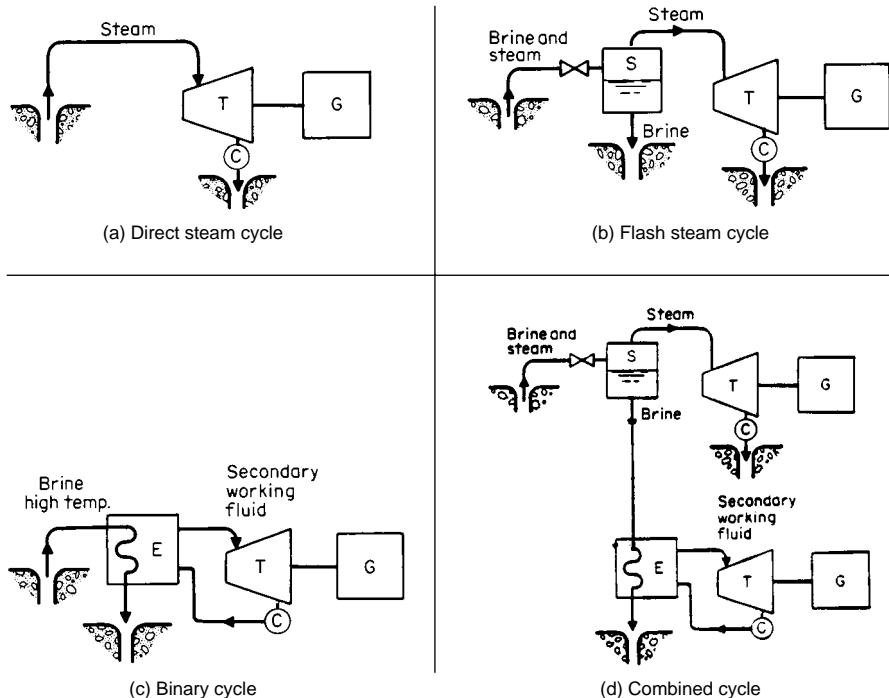 Steam
T
G
C
(a) Direct steam cycle
Steam
Brine and
steam
S
T
G
Brine
C
(b) Flash steam cycle
Brine
high temp.
Secondary
working
fluid
E
T
G
C
(c) Binary cycle
Steam
Brine and
steam
S
T
G
Brine
C
Secondary
working
fluid
E
T
G
C
(d) Combined cycle